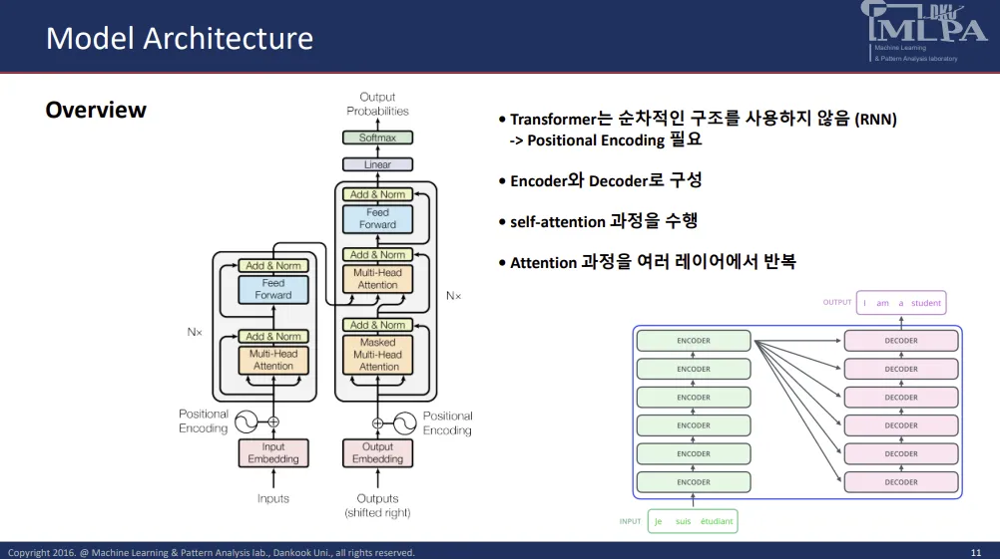 Model Architecture
DKU
MLPA
Machine Learning
& Pattern Analysis laboratory
Overview
Output
Probabilities
Softmax
Linear
Add & Norm
Feed
Forward
Add & Norm
Multi-Head
Attention
Add & Norm
Masked
Multi-Head
Attention
Nx
Positional
Encoding
Output
Embedding
Outputs
(shifted right)
Add & Norm
Feed
Forward
Add & Norm
Multi-Head
Attention
N×
Positional
Encoding
Input
Embedding
Inputs
• Transformer는 순차적인 구조를 사용하지 않음 (RNN)
-> Positional Encoding 필요
• Encoder와 Decoder로 구성
• self-attention 과정을 수행
• Attention 과정을 여러 레이어에서 반복
OUTPUT I am a student
ENCODER
ENCODER
ENCODER
ENCODER
ENCODER
ENCODER
DECODER
DECODER
DECODER
DECODER
DECODER
DECODER
INPUT je suis étudiant
Copyright 2016. @ Machine Learning & Pattern Analysis lab., Dankook Uni., all rights reserved.
11